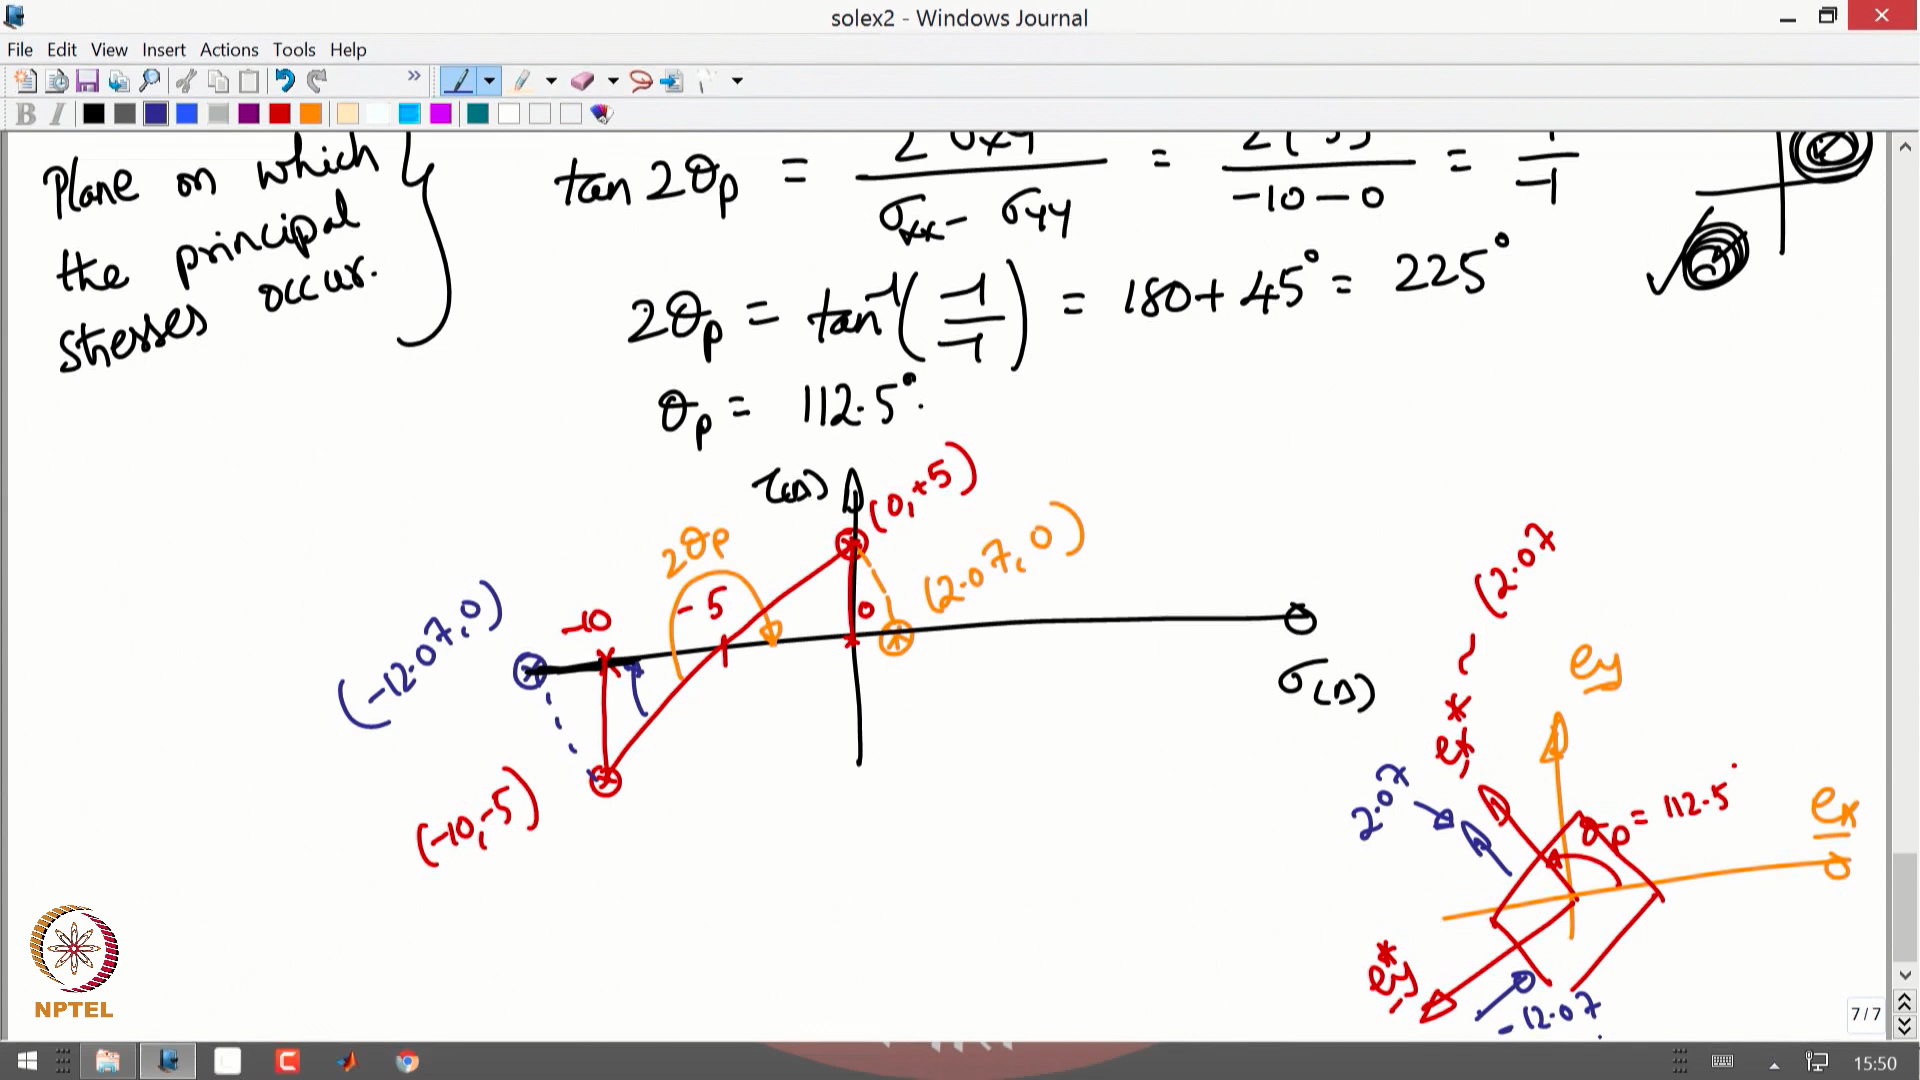 solex2 - Windows Journal
File Edit View Insert Actions Tools Help
B I
Plane on which
the principal
stresses occur.
tan 2θp = 2σxy / σxx - σyy = / -10 - 0 = / -1
2θp = tan⁻¹(-1/-1) = 180 + 45° = 225°
θp = 112.5°.
τ(Δ)
(0, +5)
2θp
(2.07, 0)
-5
0
-10
(-12.07, 0)
(-10, -5)
σ(Δ)
(2.07
ey
2.07
θp = 112.5°
ex
-12.07
NPTEL
7 / 7
15:50